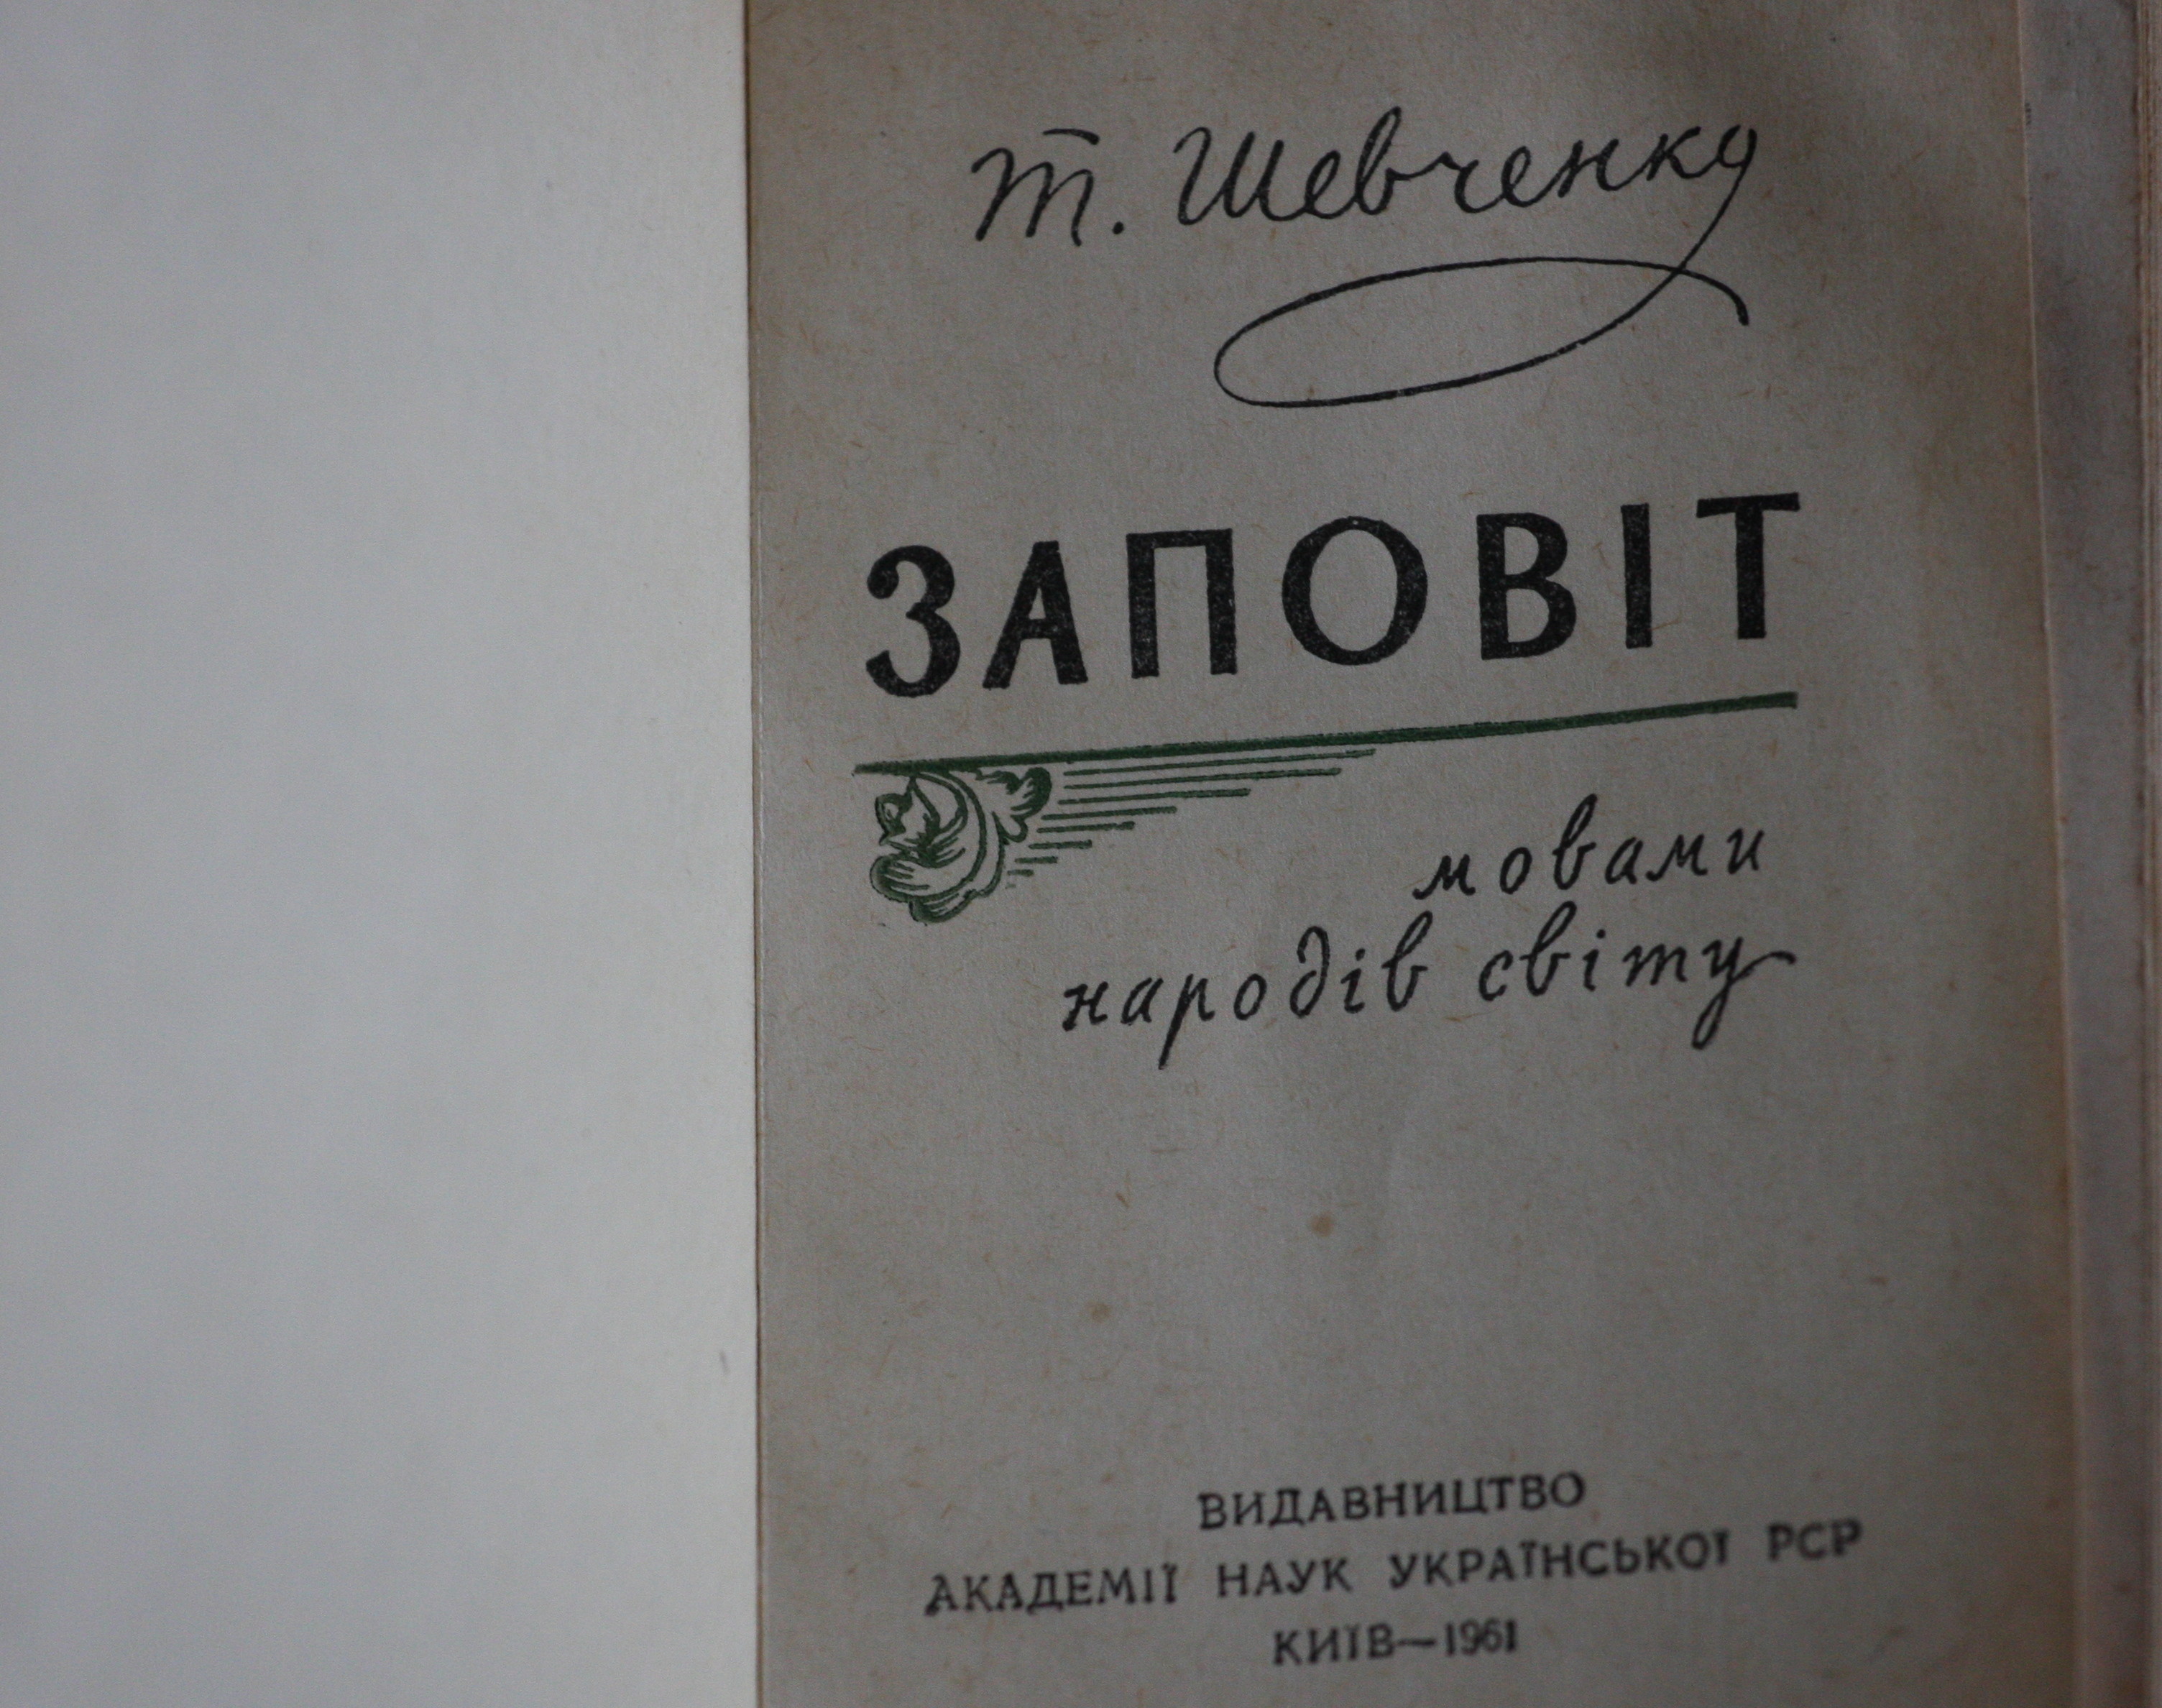 Т. Шевченко
ЗАПОВІТ
мовами
народів світу
ВИДАВНИЦТВО
АКАДЕМІЇ НАУК УКРАЇНСЬКОЇ РСР
КИЇВ—1961